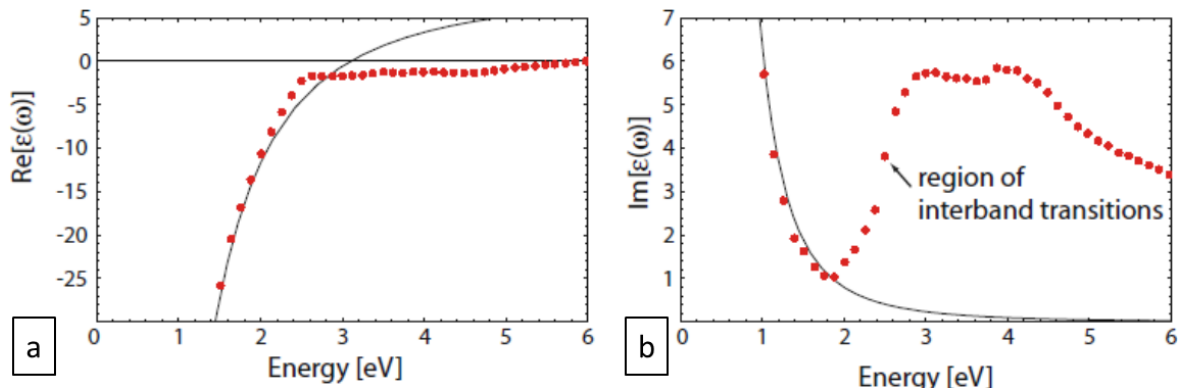 5
0
-5
-10
-15
-20
-25
Re[ε(ω)]
0 1 2 3 4 5 6
Energy [eV]
a
7
6
5
4
3
2
1
Im[ε(ω)]
region of
interband transitions
0 1 2 3 4 5 6
Energy [eV]
b